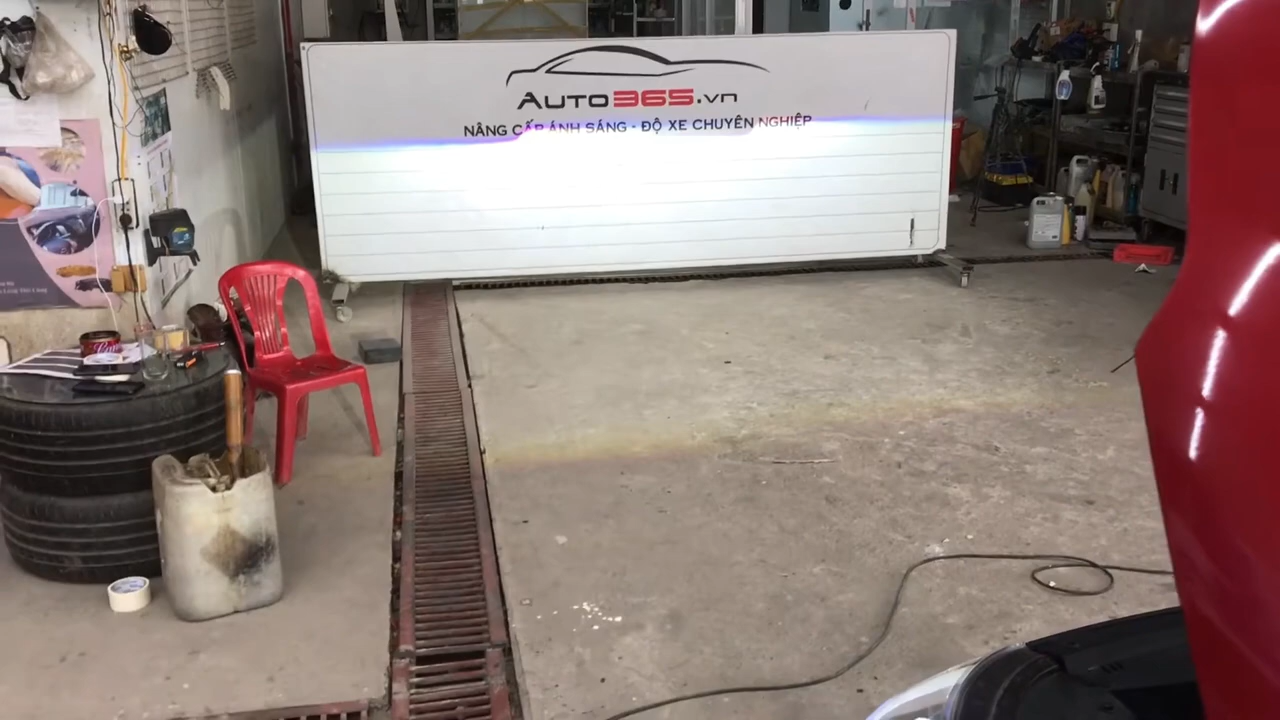 AUTO365.VN
NÂNG CẤP ÁNH SÁNG - ĐỘ XE CHUYÊN NGHIỆP